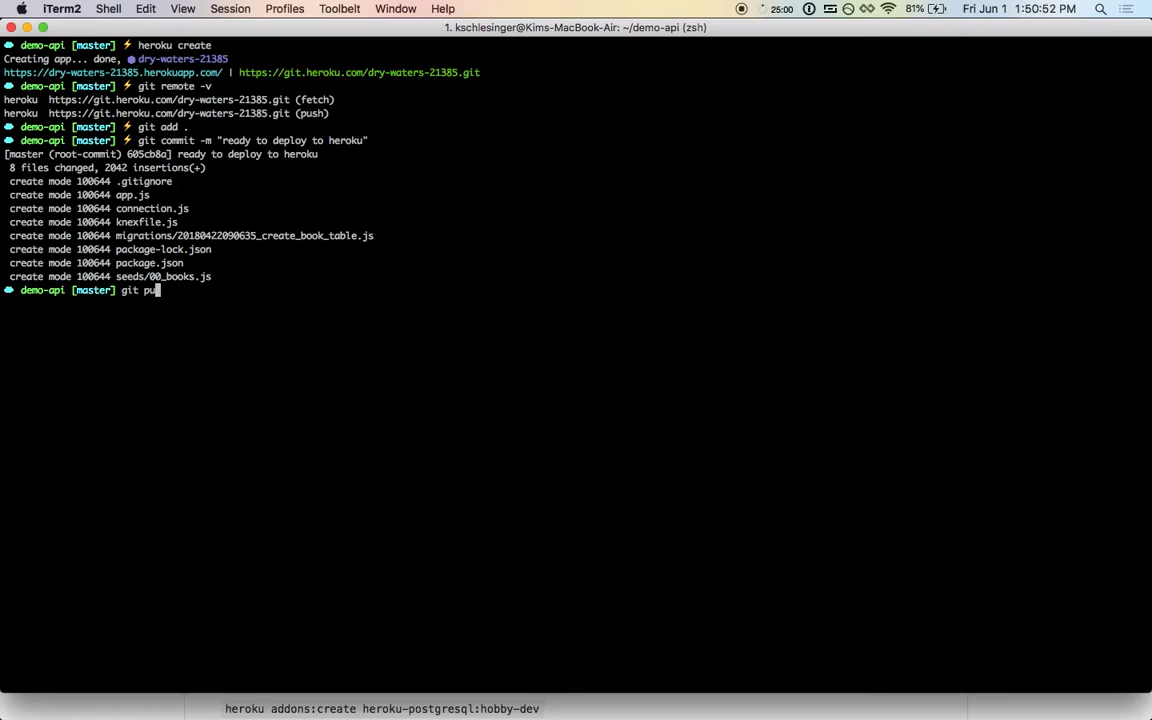 iTerm2 Shell Edit View Session Profiles Toolbelt Window Help 25:00 81% Fri Jun 1 1:50:52 PM
1. kschlesinger@Kims-MacBook-Air: ~/demo-api (zsh)
demo-api [master] ⚡ heroku create
Creating app... done, ⬢ dry-waters-21385
https://dry-waters-21385.herokuapp.com/ | https://git.heroku.com/dry-waters-21385.git
demo-api [master] ⚡ git remote -v
heroku  https://git.heroku.com/dry-waters-21385.git (fetch)
heroku  https://git.heroku.com/dry-waters-21385.git (push)
demo-api [master] ⚡ git add .
demo-api [master] ⚡ git commit -m "ready to deploy to heroku"
[master (root-commit) 605cb8a] ready to deploy to heroku
8 files changed, 2042 insertions(+)
create mode 100644 .gitignore
create mode 100644 app.js
create mode 100644 connection.js
create mode 100644 knexfile.js
create mode 100644 migrations/20180422090635_create_book_table.js
create mode 100644 package-lock.json
create mode 100644 package.json
create mode 100644 seeds/00_books.js
demo-api [master] git pu
heroku addons:create heroku-postgresql:hobby-dev